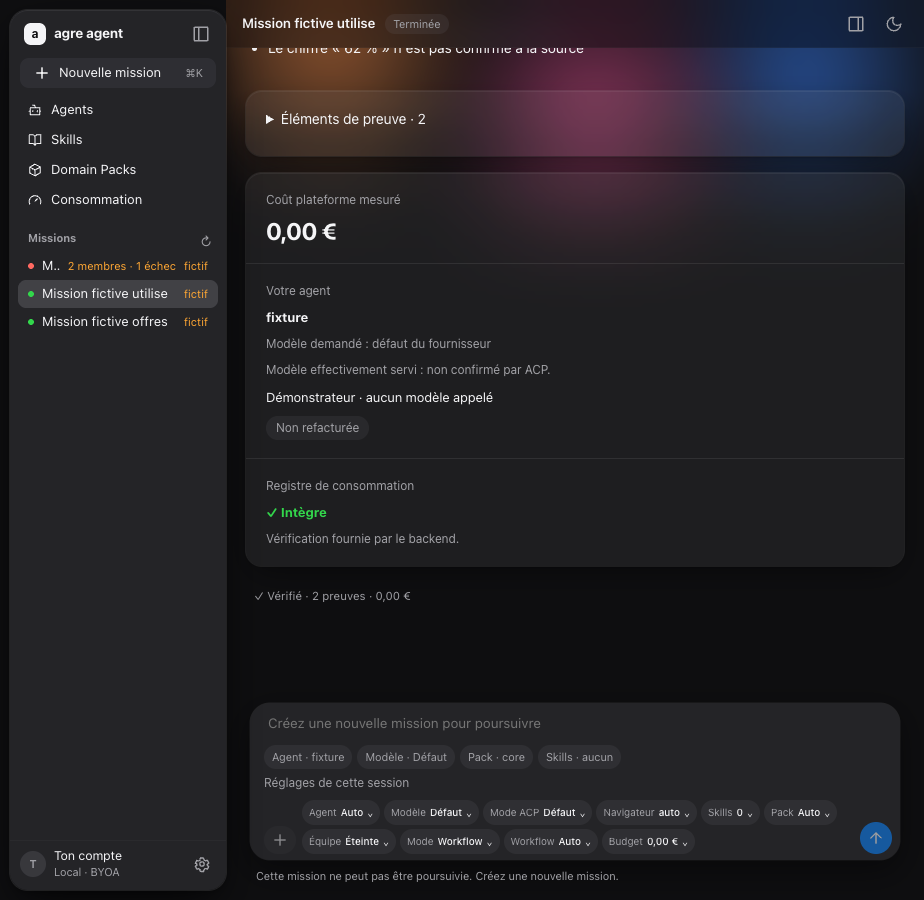 a agre agent
Nouvelle mission ⌘K
Agents
Skills
Domain Packs
Consommation
Missions
M.. 2 membres · 1 échec fictif
Mission fictive utilise fictif
Mission fictive offres fictif
T Ton compte
Local · BYOA
Mission fictive utilise Terminée
Le chiffre « 62 % » n'est pas confirmé à la source
Éléments de preuve · 2
Coût plateforme mesuré
0,00 €
Votre agent
fixture
Modèle demandé : défaut du fournisseur
Modèle effectivement servi : non confirmé par ACP.
Démonstrateur · aucun modèle appelé
Non refacturée
Registre de consommation
✓ Intègre
Vérification fournie par le backend.
✓ Vérifié · 2 preuves · 0,00 €
Créez une nouvelle mission pour poursuivre
Agent · fixture Modèle · Défaut Pack · core Skills · aucun
Réglages de cette session
Agent Auto Modèle Défaut Mode ACP Défaut Navigateur auto Skills 0 Pack Auto
Équipe Éteinte Mode Workflow Workflow Auto Budget 0,00 €
Cette mission ne peut pas être poursuivie. Créez une nouvelle mission.